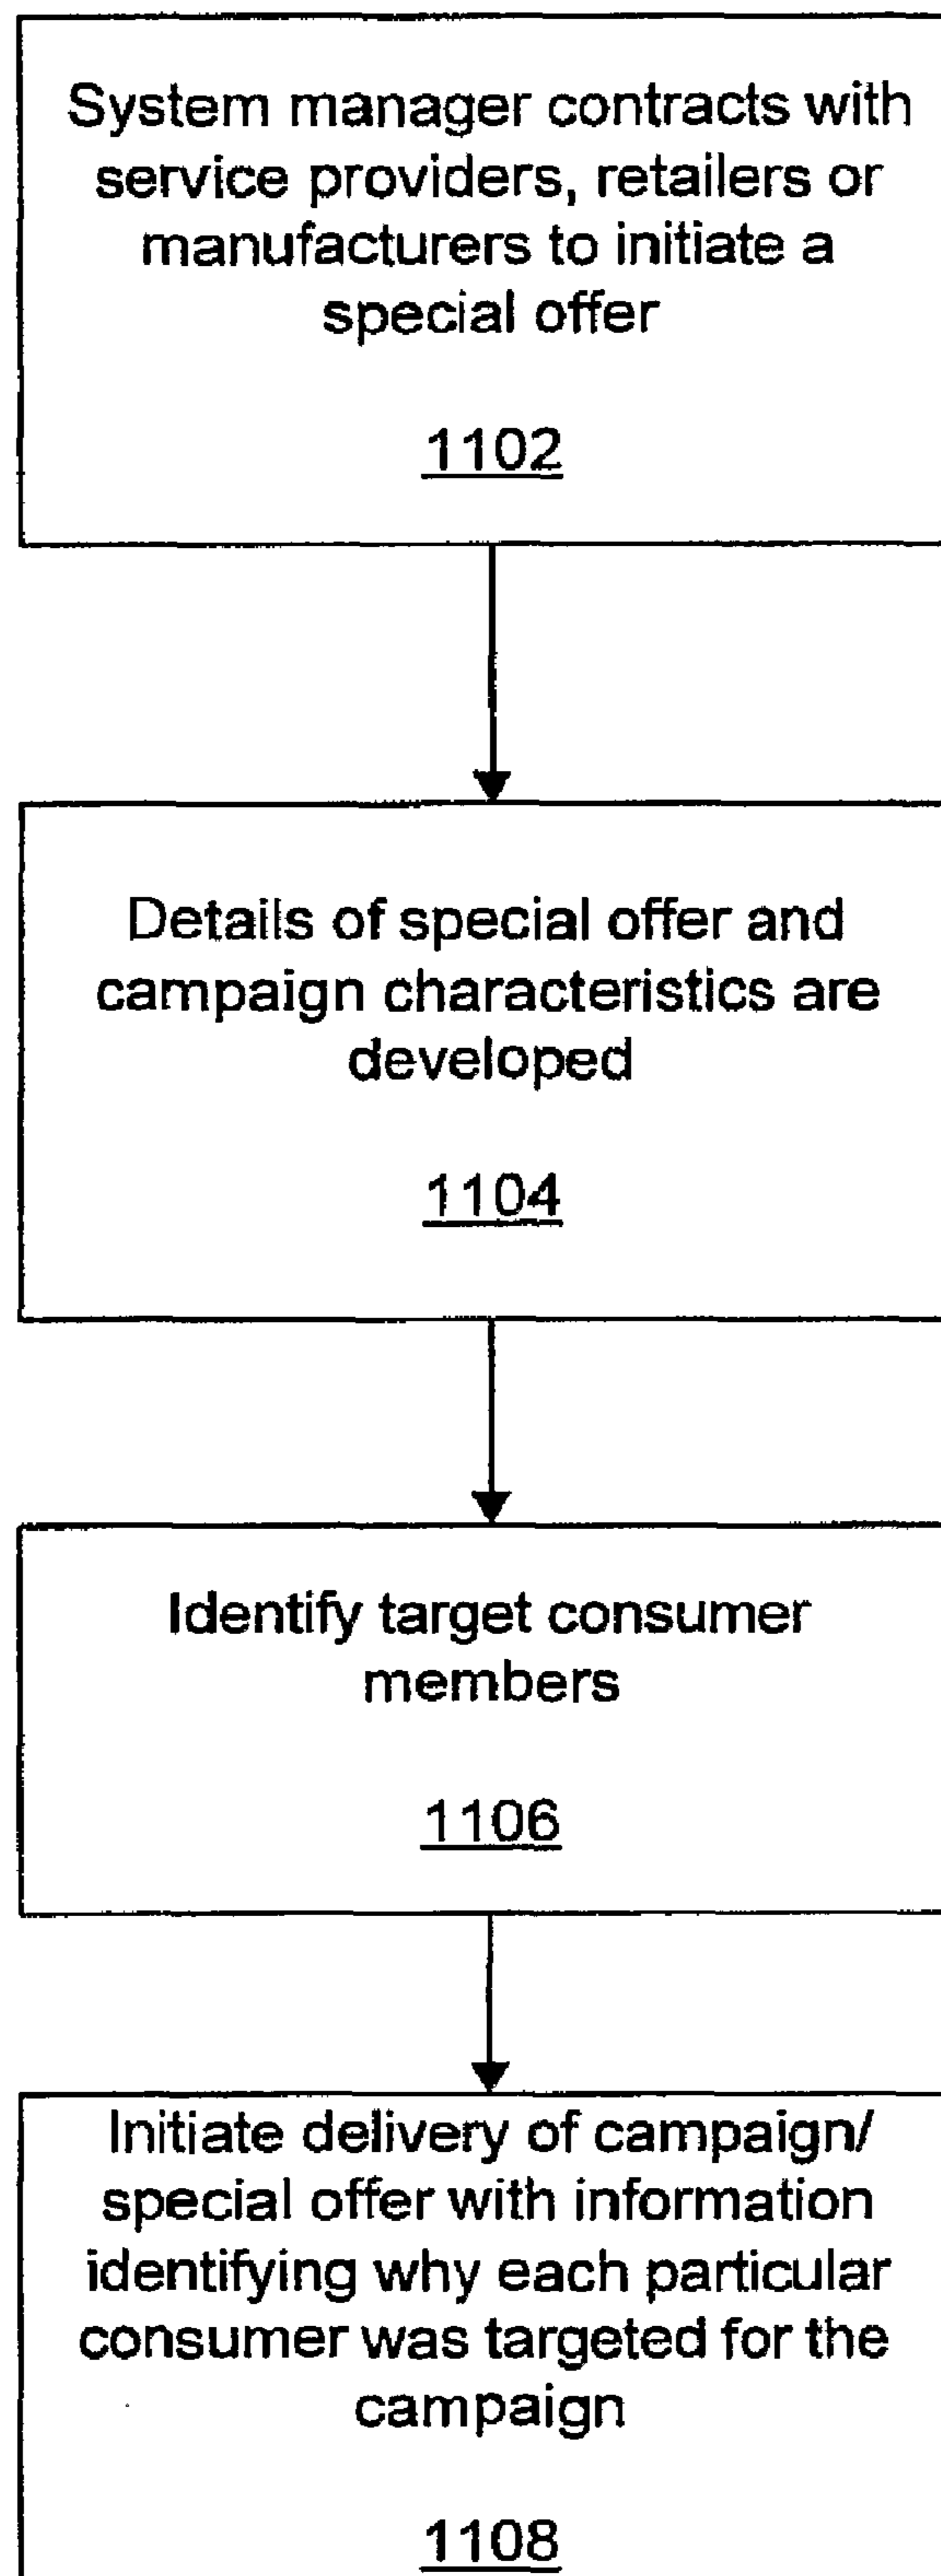 System manager contracts with
service providers, retailers or
manufacturers to initiate a
special offer
1102
Details of special offer and
campaign characteristics are
developed
1104
Identify target consumer
members
1106
Initiate delivery of campaign/
special offer with information
identifying why each particular
consumer was targeted for the
campaign
1108